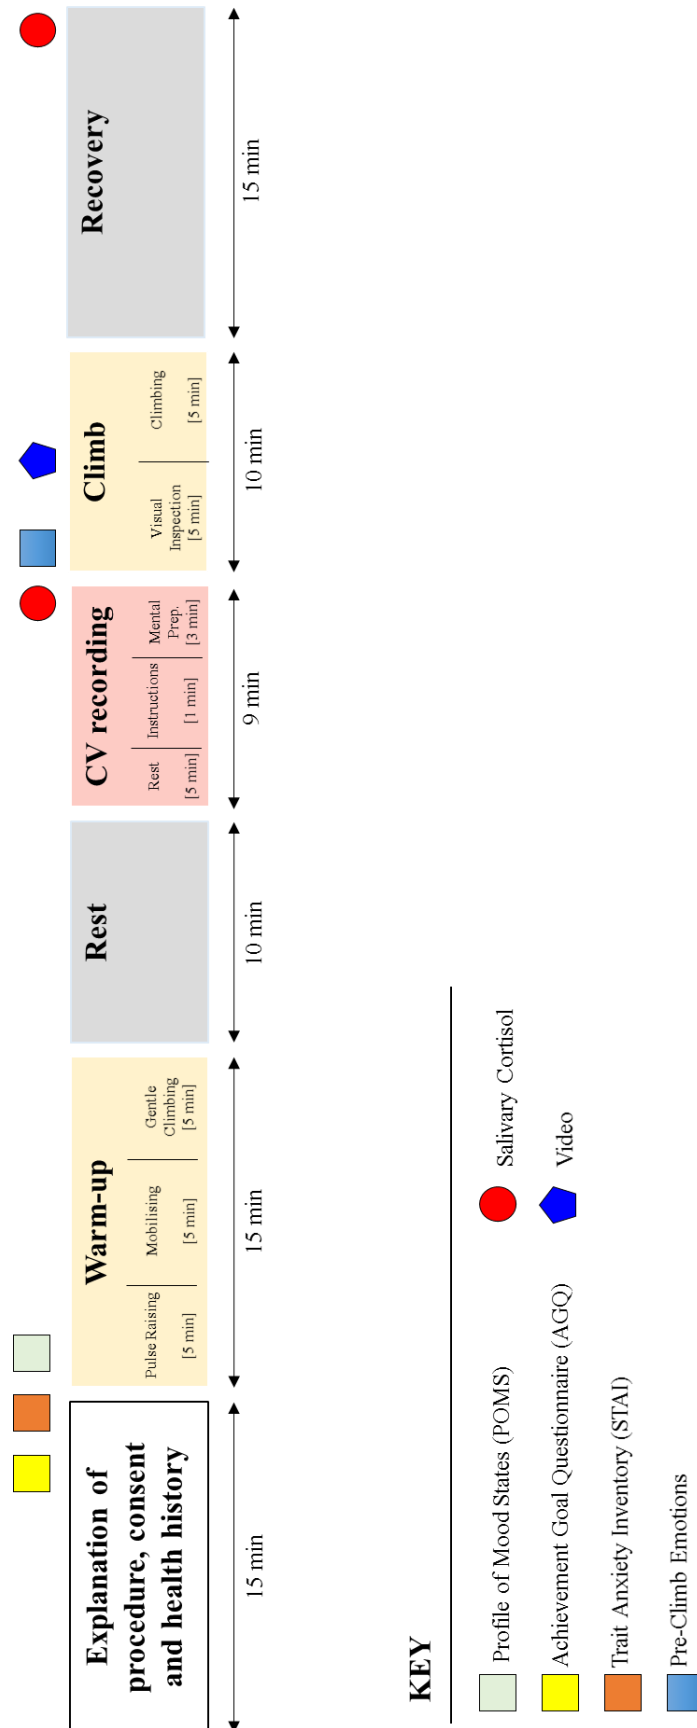 Explanation of
procedure, consent
and health history
15 min
Warm-up
Pulse Raising
[5 min]
Mobilising
[5 min]
Gentle
Climbing
[5 min]
15 min
Rest
10 min
CV recording
Rest
[5 min]
Instructions
[1 min]
Mental
Prep.
[3 min]
9 min
Climb
Visual
Inspection
[5 min]
Climbing
[5 min]
10 min
Recovery
15 min
KEY
Profile of Mood States (POMS)
Achievement Goal Questionnaire (AGQ)
Trait Anxiety Inventory (STAI)
Pre-Climb Emotions
Salivary Cortisol
Video